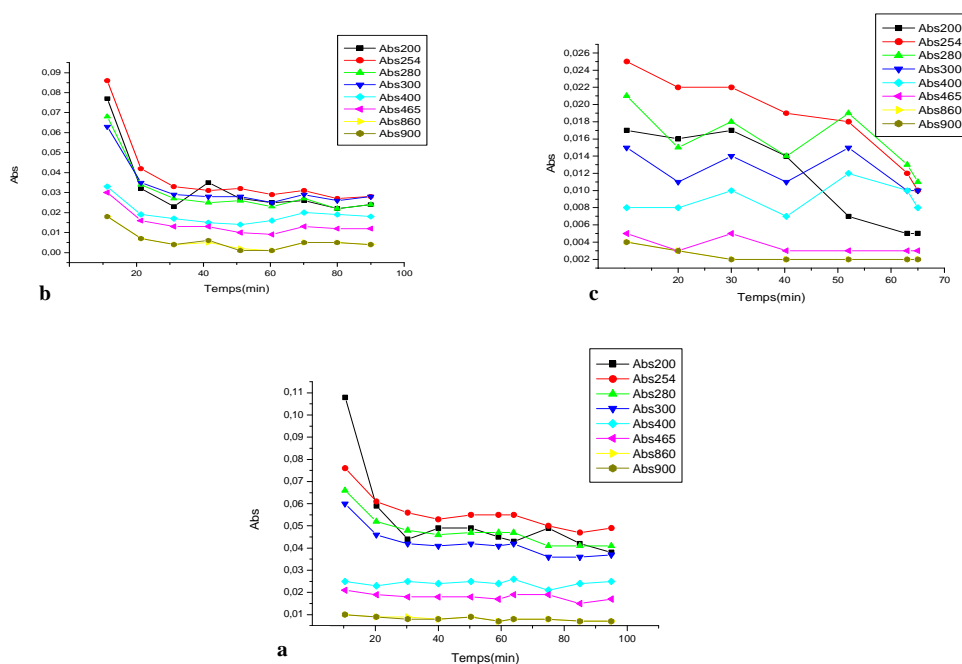 Abs200
Abs254
Abs280
Abs300
Abs400
Abs465
Abs860
Abs900
0,09
0,08
0,07
0,06
0,05
0,04
0,03
0,02
0,01
0,00
Abs
0 20 40 60 80 100
Temps(min)
b
Abs200
Abs254
Abs280
Abs300
Abs400
Abs465
Abs860
Abs900
0,026
0,024
0,022
0,020
0,018
0,016
0,014
0,012
0,010
0,008
0,006
0,004
0,002
Abs
20 30 40 50 60 70
Temps(min)
c
Abs200
Abs254
Abs280
Abs300
Abs400
Abs465
Abs860
Abs900
0,11
0,10
0,09
0,08
0,07
0,06
0,05
0,04
0,03
0,02
0,01
Abs
20 40 60 80 100
Temps(min)
a